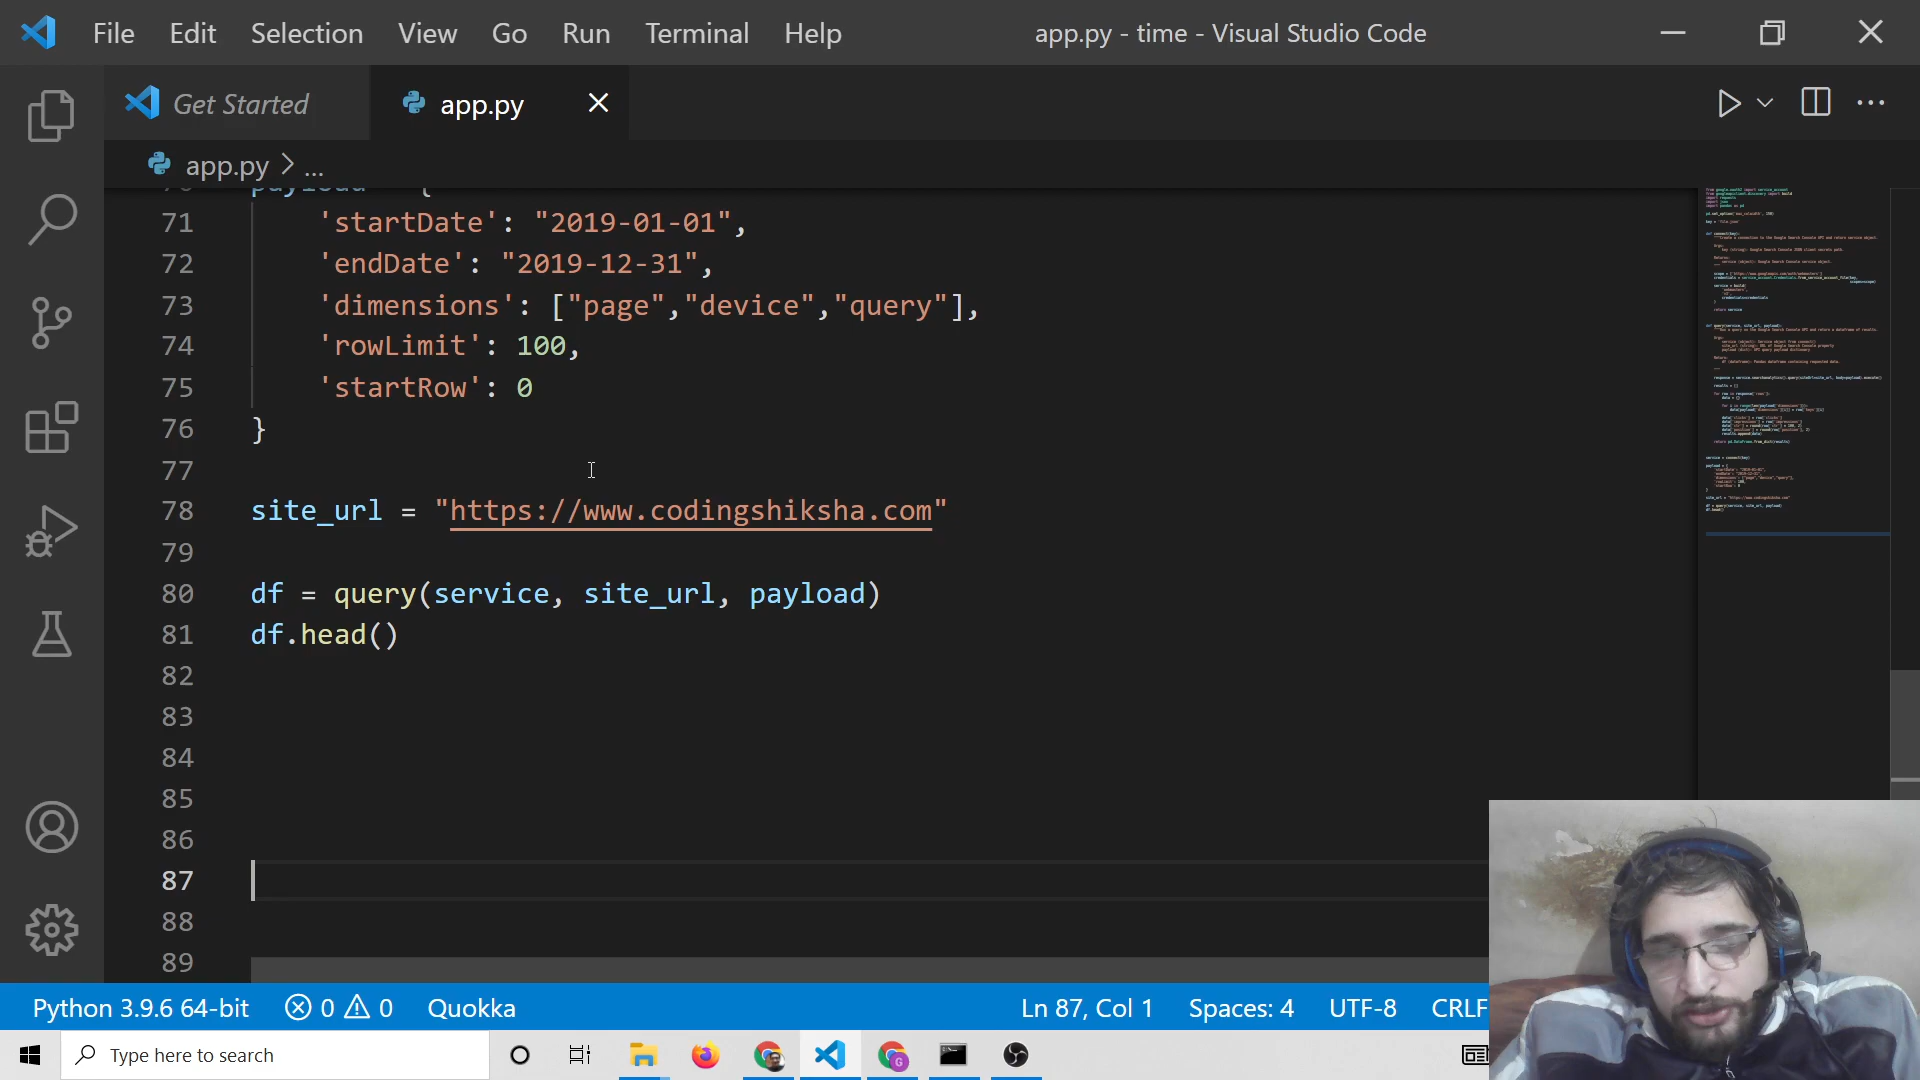 File Edit Selection View Go Run Terminal Help app.py - time - Visual Studio Code
Get Started app.py
app.py > ...
71 'startDate': "2019-01-01",
72 'endDate': "2019-12-31",
73 'dimensions': ["page","device","query"],
74 'rowLimit': 100,
75 'startRow': 0
76 }
77
78 site_url = "https://www.codingshiksha.com"
79
80 df = query(service, site_url, payload)
81 df.head()
82
83
84
85
86
87
88
89
Python 3.9.6 64-bit 0 0 Quokka Ln 87, Col 1 Spaces: 4 UTF-8 CRLF
Type here to search